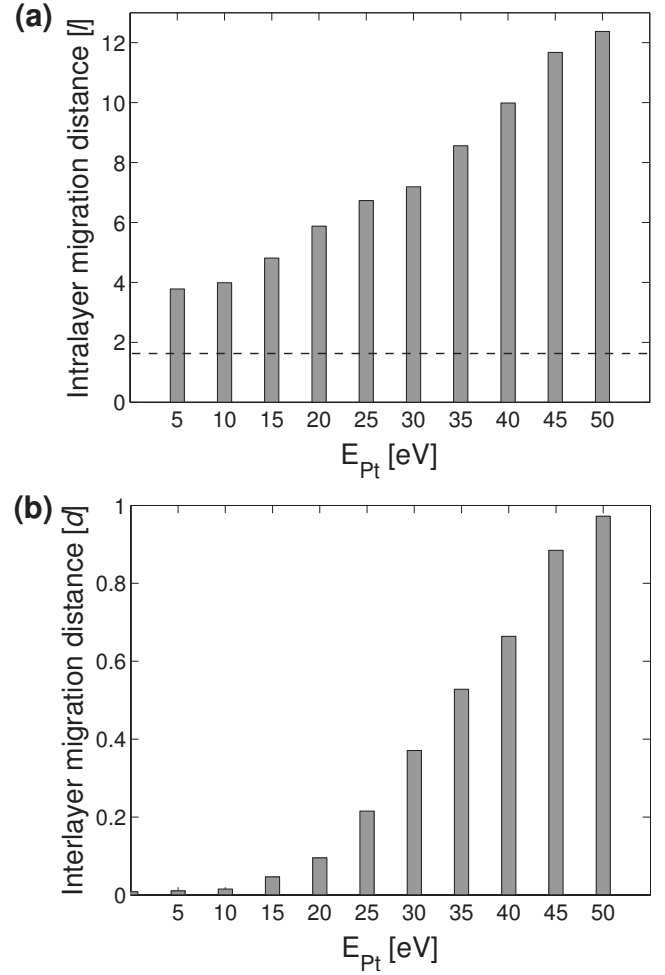 (a)
Intralayer migration distance [l]
12
10
8
6
4
2
0
5 10 15 20 25 30 35 40 45 50
E_Pt [eV]
(b)
Interlayer migration distance [d]
1
0.8
0.6
0.4
0.2
0
5 10 15 20 25 30 35 40 45 50
E_Pt [eV]